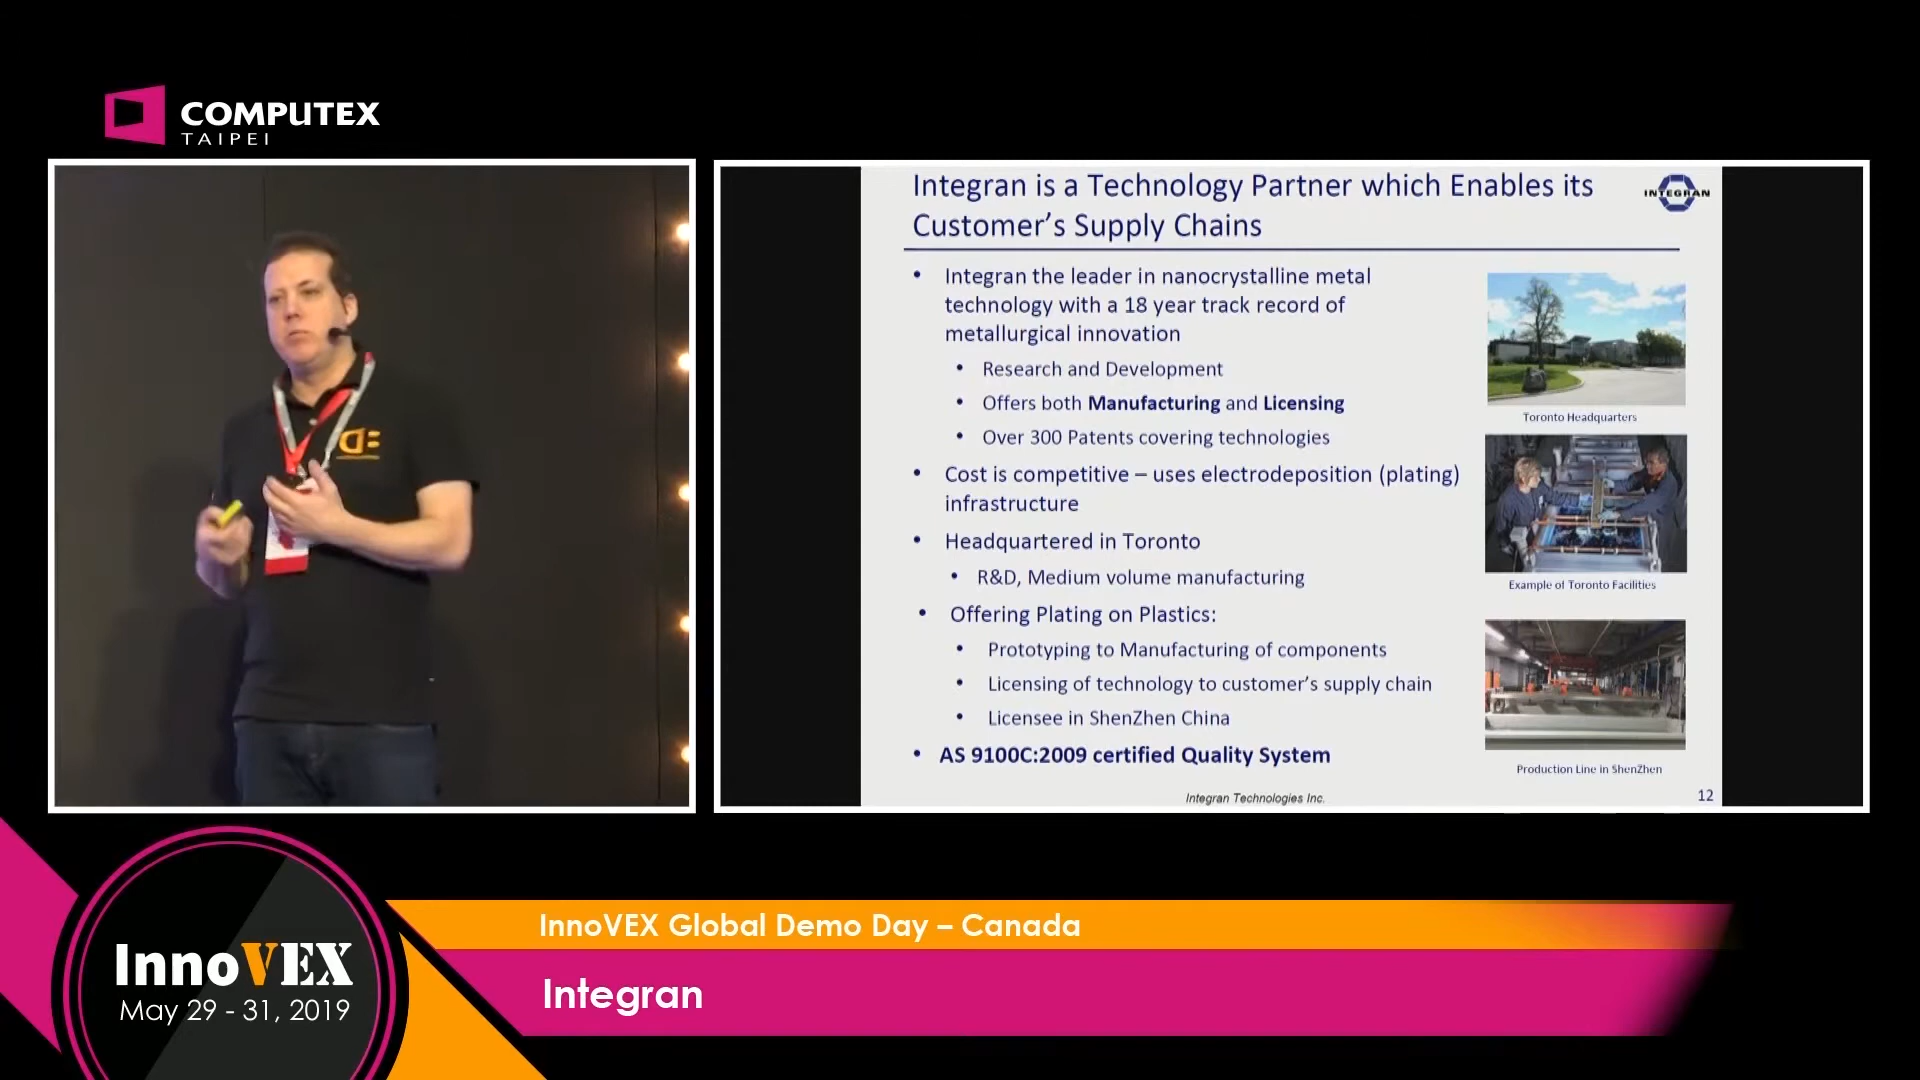 COMPUTEX
TAIPEI
Integran is a Technology Partner which Enables its
Customer's Supply Chains
INTEGRAN
• Integran the leader in nanocrystalline metal
technology with a 18 year track record of
metallurgical innovation
• Research and Development
• Offers both Manufacturing and Licensing
• Over 300 Patents covering technologies
• Cost is competitive – uses electrodeposition (plating)
infrastructure
• Headquartered in Toronto
• R&D, Medium volume manufacturing
• Offering Plating on Plastics:
• Prototyping to Manufacturing of components
• Licensing of technology to customer's supply chain
• Licensee in ShenZhen China
• AS 9100C:2009 certified Quality System
Toronto Headquarters
Example of Toronto Facilities
Production Line in ShenZhen
Integran Technologies Inc.
12
InnoVEX Global Demo Day – Canada
Integran
InnoVEX
May 29 - 31, 2019